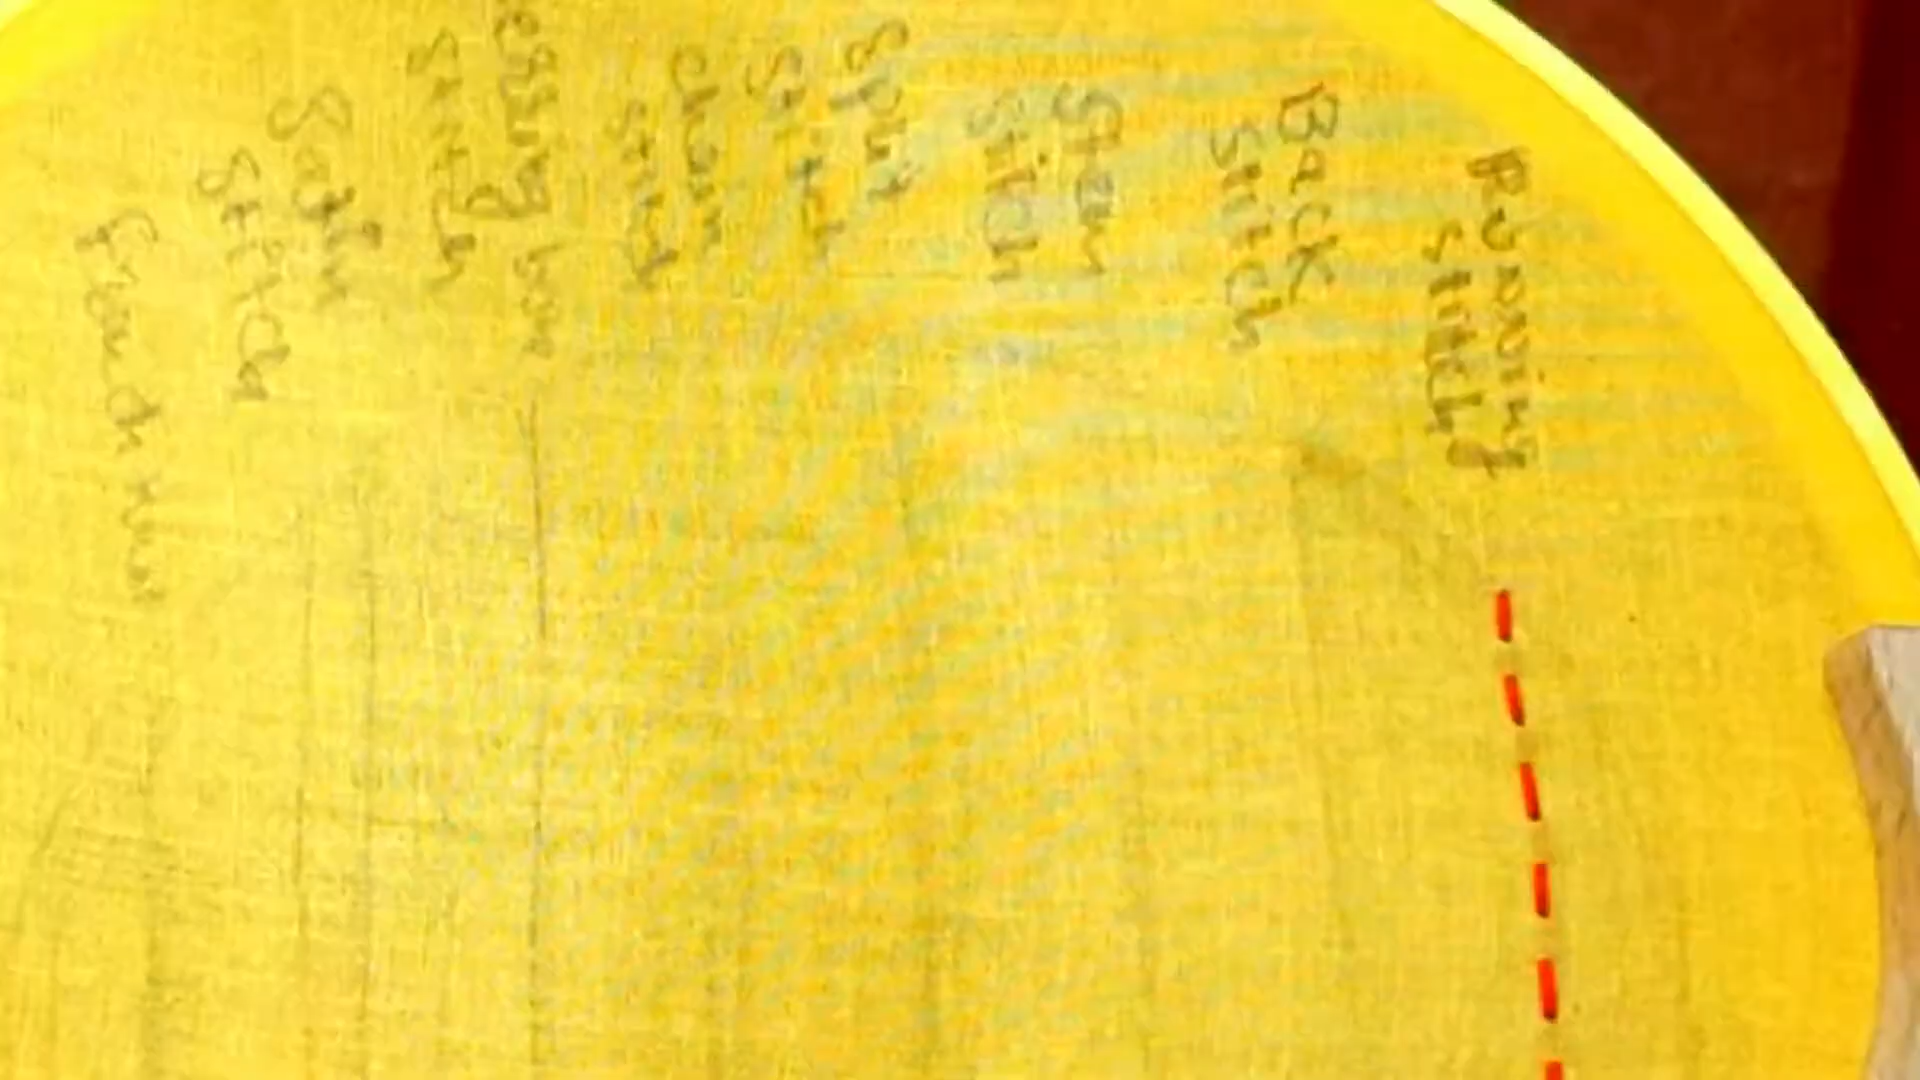 Running
Stitch
Back
Stitch
Stem
Stitch
Split
Stitch
Chain
Stitch
Stitch
Satin
Stitch